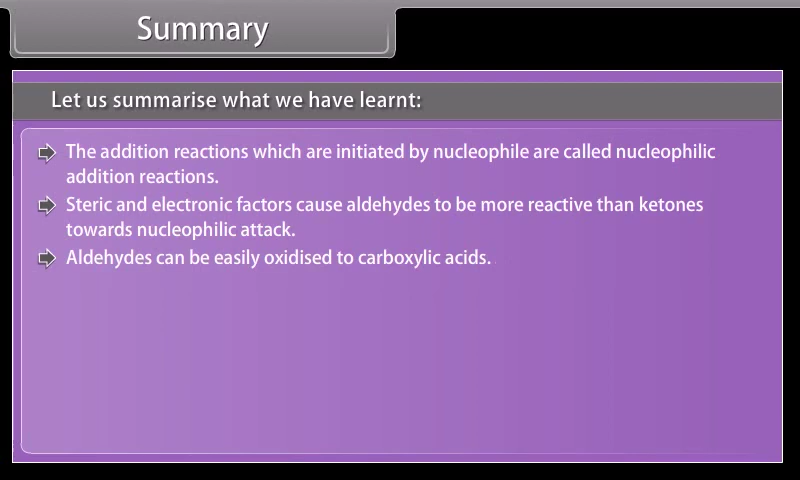 Summary
Let us summarise what we have learnt:
The addition reactions which are initiated by nucleophile are called nucleophilic
addition reactions.
Steric and electronic factors cause aldehydes to be more reactive than ketones
towards nucleophilic attack.
Aldehydes can be easily oxidised to carboxylic acids.